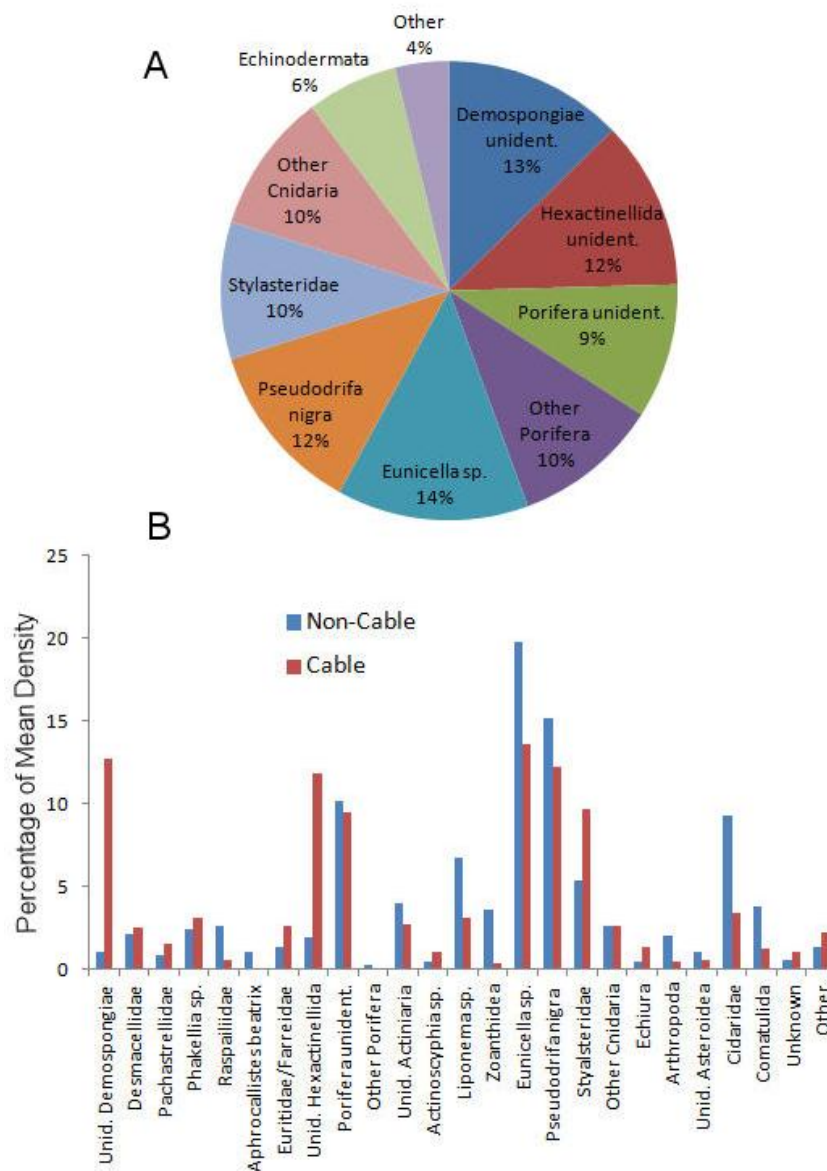 A
Other
4%
Echinodermata
6%
Demospongiae
unident.
13%
Other
Cnidaria
10%
Hexactinellida
unident.
12%
Stylasteridae
10%
Porifera unident.
9%
Pseudodrifa
nigra
12%
Other
Porifera
10%
Eunicella sp.
14%
B
Percentage of Mean Density
25
20
15
10
5
0
Non-Cable
Cable
Unid. Demospongiae
Desmacellidae
Pachastrellidae
Phakellia sp.
Raspailiidae
Aphrocallistes beatrix
Euritidae/Farreidae
Unid. Hexactinellida
Porifera unident.
Other Porifera
Unid. Actiniaria
Actinoscyphia sp.
Liponema sp.
Zoanthidea
Eunicella sp.
Pseudodrifa nigra
Styalsteridae
Other Cnidaria
Echiura
Arthropoda
Unid. Asteroidea
Cidaridae
Comatulida
Unknown
Other